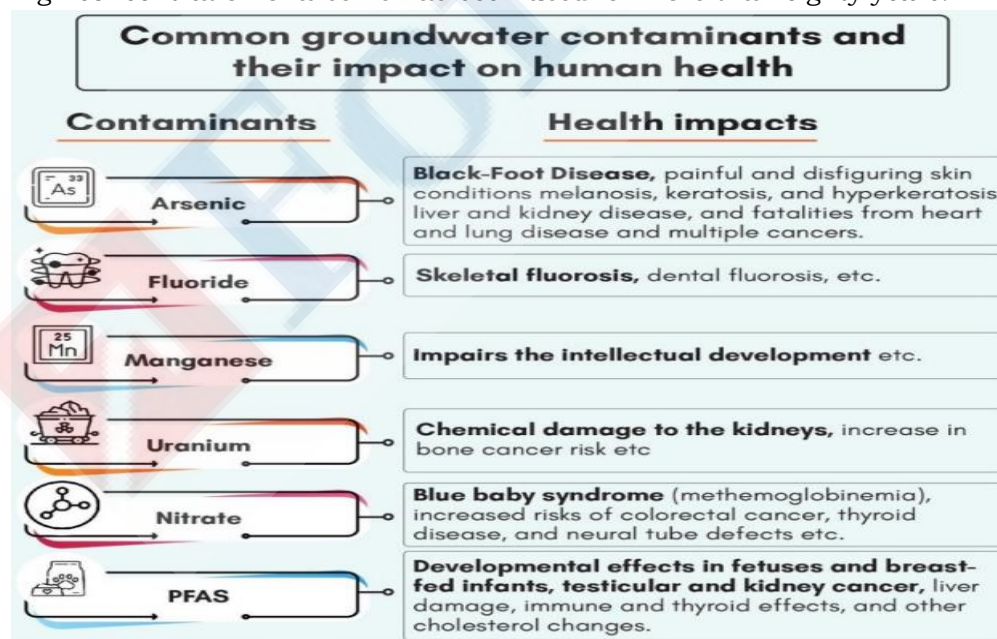 Common groundwater contaminants and
their impact on human health
Contaminants
Health impacts
33
As
Arsenic
Black-Foot Disease, painful and disfiguring skin
conditions melanosis, keratosis, and hyperkeratosis
liver and kidney disease, and fatalities from heart
and lung disease and multiple cancers.
Fluoride
Skeletal fluorosis, dental fluorosis, etc.
25
Mn
Manganese
Impairs the intellectual development etc.
Uranium
Chemical damage to the kidneys, increase in
bone cancer risk etc
Nitrate
Blue baby syndrome (methemoglobinemia),
increased risks of colorectal cancer, thyroid
disease, and neural tube defects etc.
PFAS
Developmental effects in fetuses and breast-
fed infants, testicular and kidney cancer, liver
damage, immune and thyroid effects, and other
cholesterol changes.